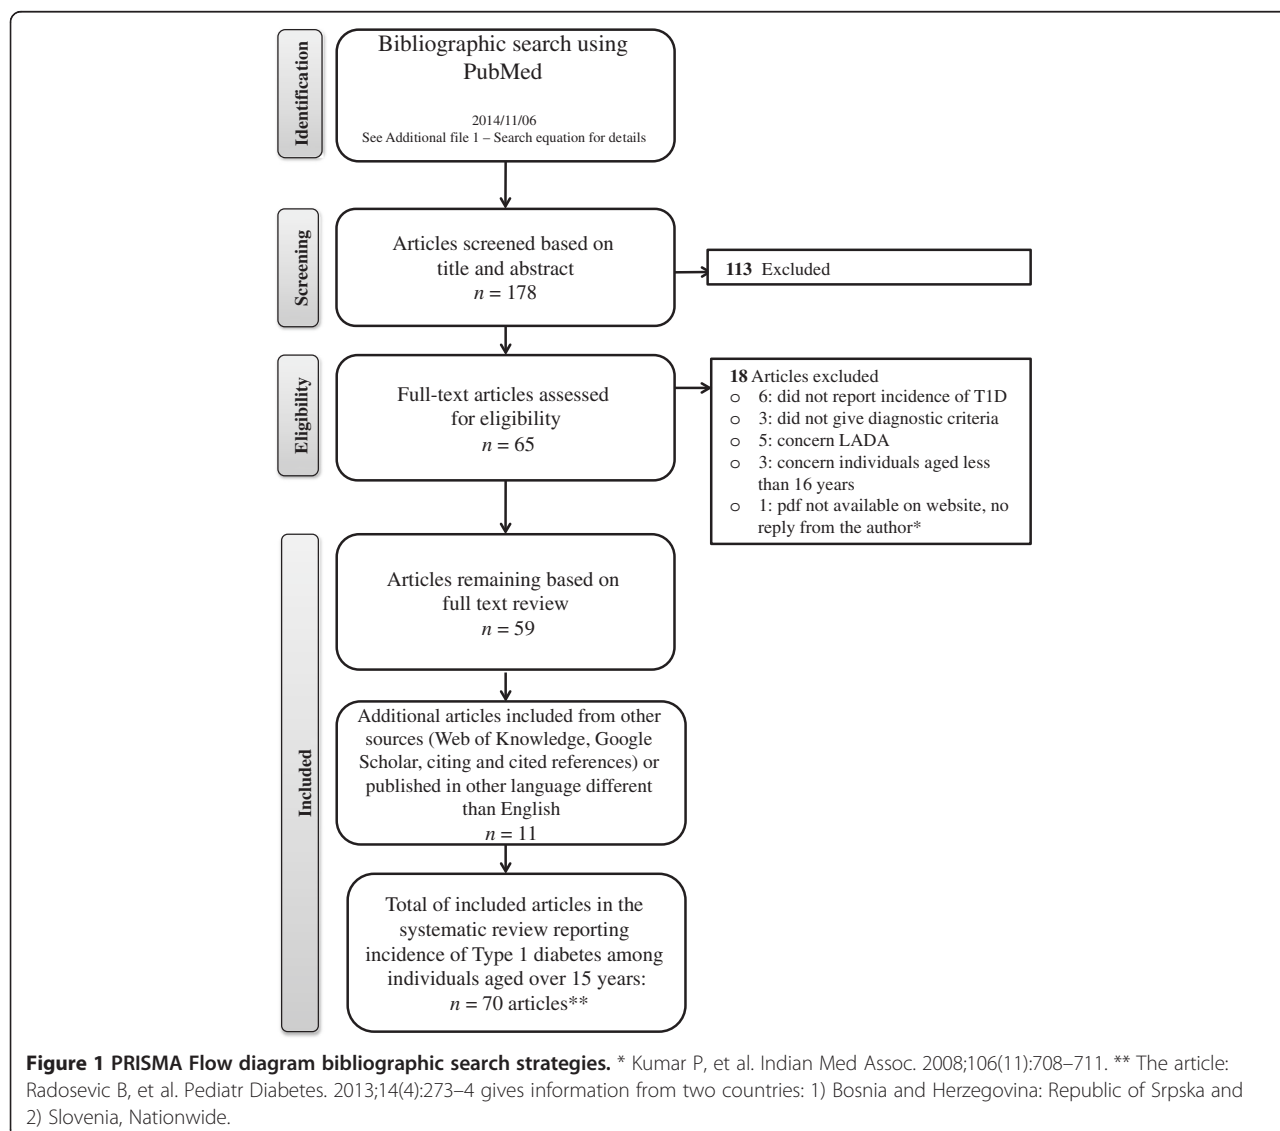 Identification
Bibliographic search using
PubMed
2014/11/06
See Additional file 1 – Search equation for details
Screening
Articles screened based on
title and abstract
n = 178
113 Excluded
Eligibility
Full-text articles assessed
for eligibility
n = 65
18 Articles excluded
o 6: did not report incidence of T1D
o 3: did not give diagnostic criteria
o 5: concern LADA
o 3: concern individuals aged less
than 16 years
o 1: pdf not available on website, no
reply from the author*
Included
Articles remaining based on
full text review
n = 59
Additional articles included from other
sources (Web of Knowledge, Google
Scholar, citing and cited references) or
published in other language different
than English
n = 11
Total of included articles in the
systematic review reporting
incidence of Type 1 diabetes among
individuals aged over 15 years:
n = 70 articles**
Figure 1 PRISMA Flow diagram bibliographic search strategies. * Kumar P, et al. Indian Med Assoc. 2008;106(11):708–711. ** The article:
Radosevic B, et al. Pediatr Diabetes. 2013;14(4):273–4 gives information from two countries: 1) Bosnia and Herzegovina: Republic of Srpska and
2) Slovenia, Nationwide.